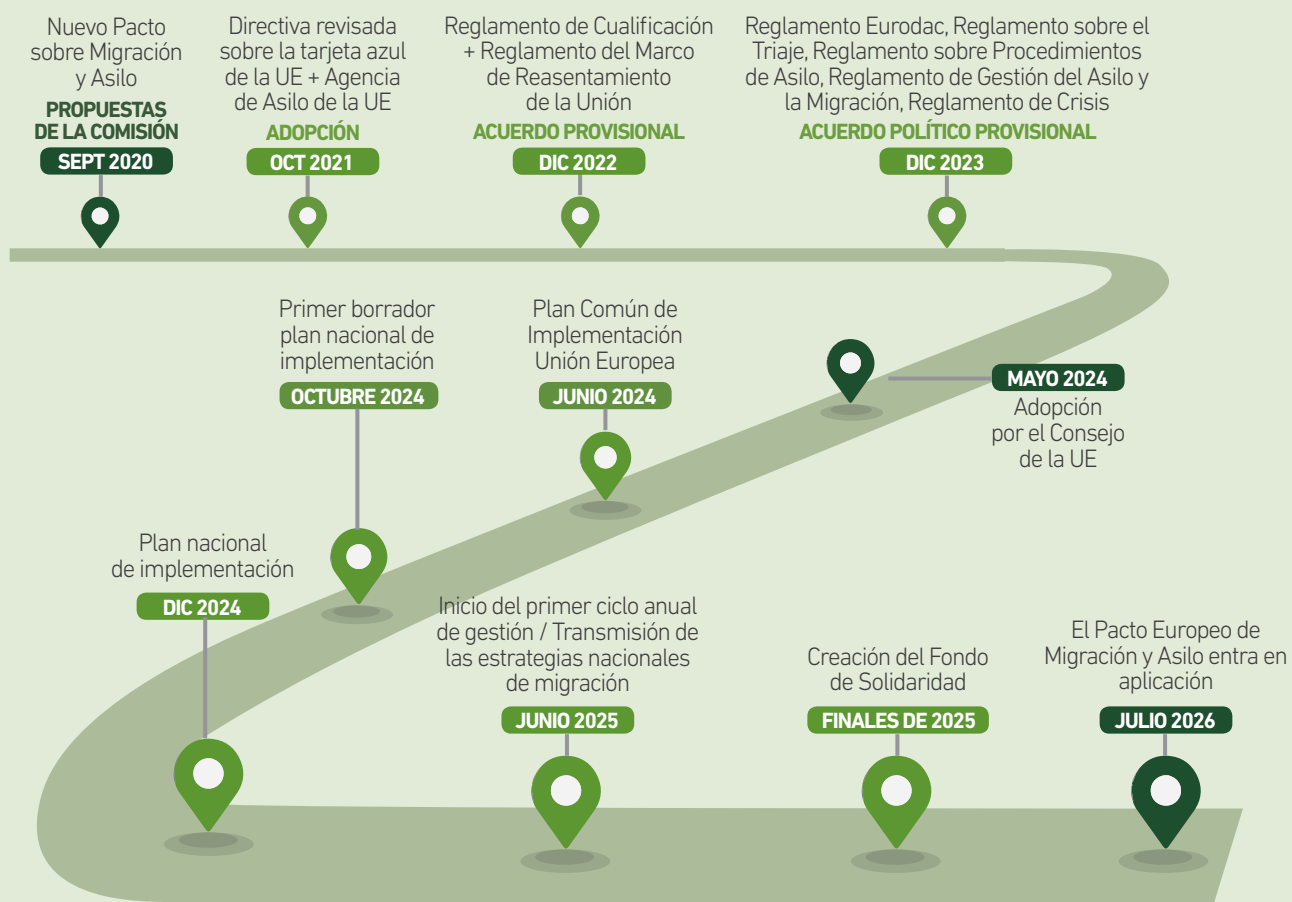 Nuevo Pacto
sobre Migración
y Asilo
PROPUESTAS
DE LA COMISIÓN
SEPT 2020
Directiva revisada
sobre la tarjeta azul
de la UE + Agencia
de Asilo de la UE
ADOPCIÓN
OCT 2021
Reglamento de Cualificación
+ Reglamento del Marco
de Reasentamiento
de la Unión
ACUERDO PROVISIONAL
DIC 2022
Reglamento Eurodac, Reglamento sobre el
Triaje, Reglamento sobre Procedimientos
de Asilo, Reglamento de Gestión del Asilo y
la Migración, Reglamento de Crisis
ACUERDO POLÍTICO PROVISIONAL
DIC 2023
MAYO 2024
Adopción
por el Consejo
de la UE
Plan Común de
Implementación
Unión Europea
JUNIO 2024
Primer borrador
plan nacional de
implementación
OCTUBRE 2024
Plan nacional
de implementación
DIC 2024
Inicio del primer ciclo anual
de gestión / Transmisión de
las estrategias nacionales
de migración
JUNIO 2025
Creación del Fondo
de Solidaridad
FINALES DE 2025
El Pacto Europeo de
Migración y Asilo entra en
aplicación
JULIO 2026